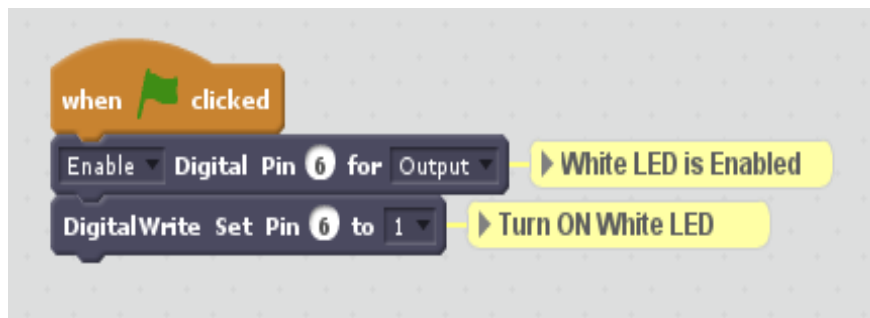 when clicked
Enable Digital Pin 6 for Output White LED is Enabled
DigitalWrite Set Pin 6 to 1 Turn ON White LED